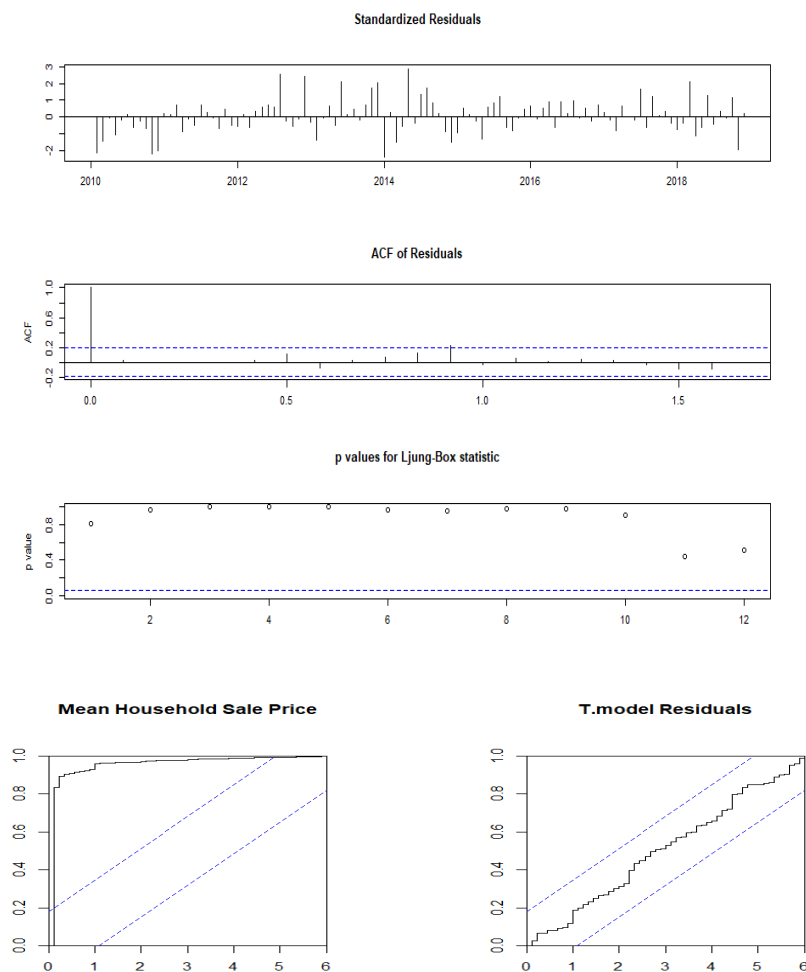 Standardized Residuals
3
2
1
0
-2
2010 2012 2014 2016 2018
ACF of Residuals
ACF
1.0
0.6
0.2
-0.2
0.0 0.5 1.0 1.5
p values for Ljung-Box statistic
p value
0.8
0.4
0.0
2 4 6 8 10 12
Mean Household Sale Price
1.0
0.8
0.6
0.4
0.2
0.0
0 1 2 3 4 5 6
T.model Residuals
1.0
0.8
0.6
0.4
0.2
0.0
0 1 2 3 4 5 6